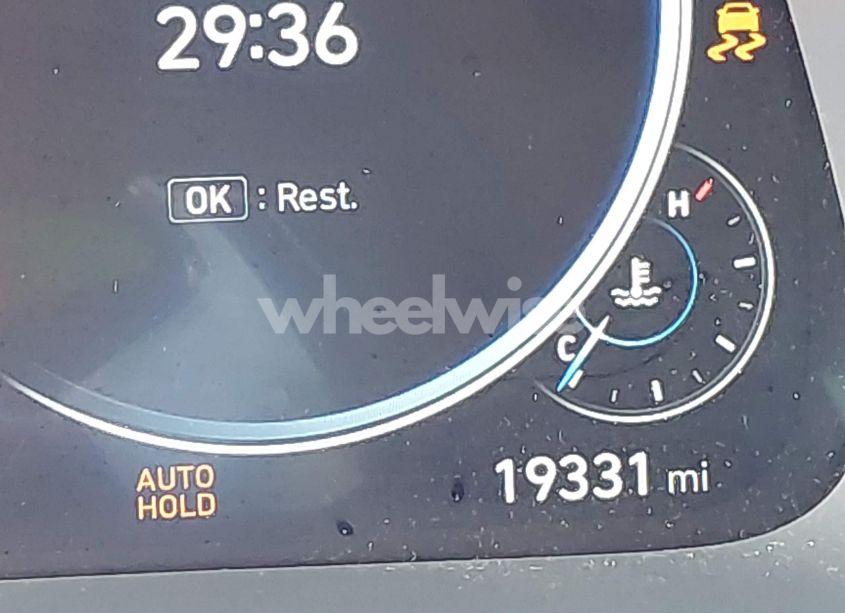 29:36
OK : Rest.
H
wheelwise
C
19331 mi
AUTO
HOLD